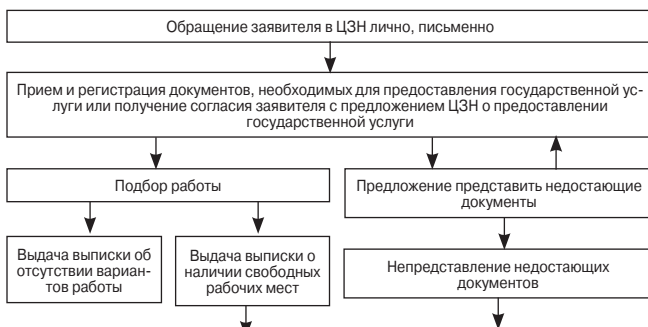 Обращение заявителя в ЦЗН лично, письменно
Прием и регистрация документов, необходимых для предоставления государственной ус-
луги или получение согласия заявителя с предложением ЦЗН о предоставлении
государственной услуги
Подбор работы
Предложение представить недостающие
документы
Выдача выписки об
отсутствии вариан-
тов работы
Выдача выписки о
наличии свободных
рабочих мест
Непредставление недостающих
документов